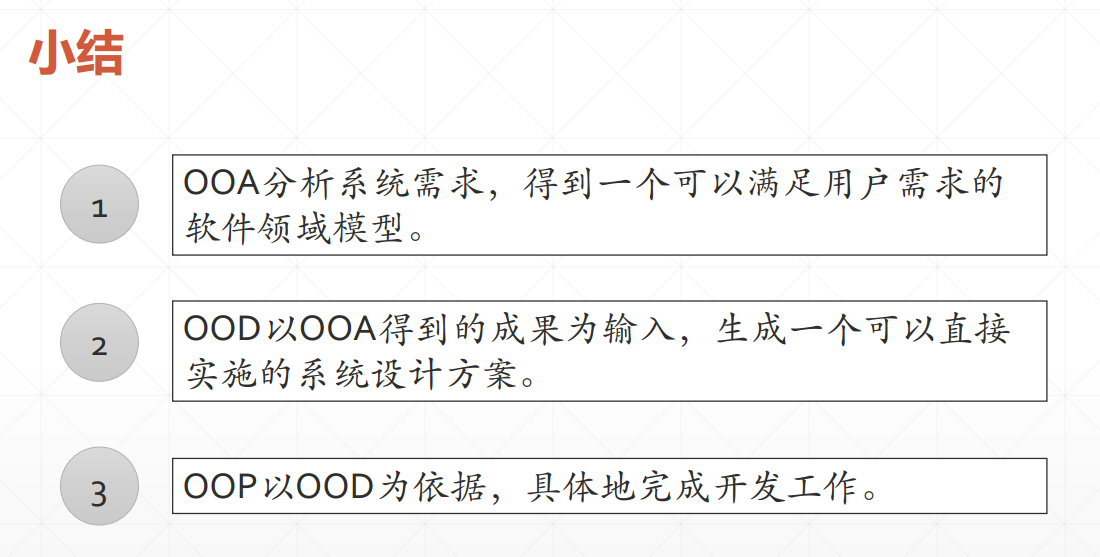 小结
1
OOA分析系统需求，得到一个可以满足用户需求的
软件领域模型。
2
OOD以OOA得到的成果为输入，生成一个可以直接
实施的系统设计方案。
3
OOP以OOD为依据，具体地完成开发工作。